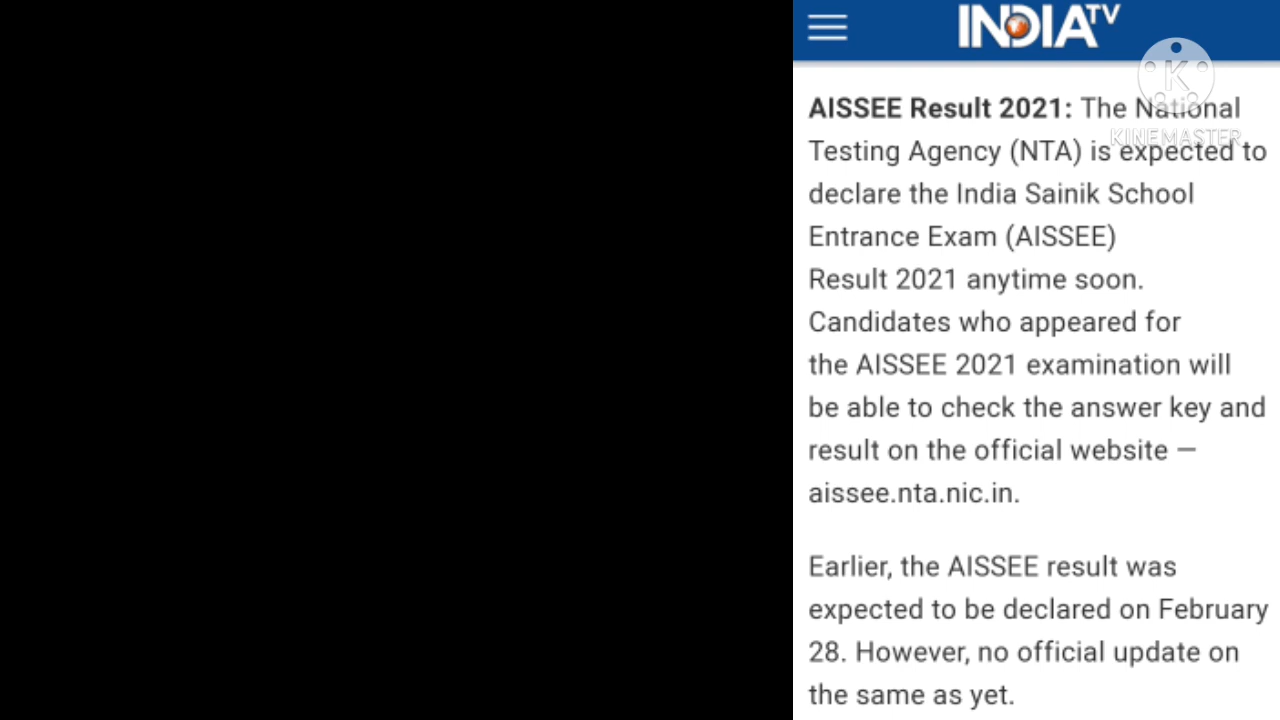 INDIA TV
K
KINEMASTER
AISSEE Result 2021: The National
Testing Agency (NTA) is expected to
declare the India Sainik School
Entrance Exam (AISSEE)
Result 2021 anytime soon.
Candidates who appeared for
the AISSEE 2021 examination will
be able to check the answer key and
result on the official website —
aissee.nta.nic.in.
Earlier, the AISSEE result was
expected to be declared on February
28. However, no official update on
the same as yet.